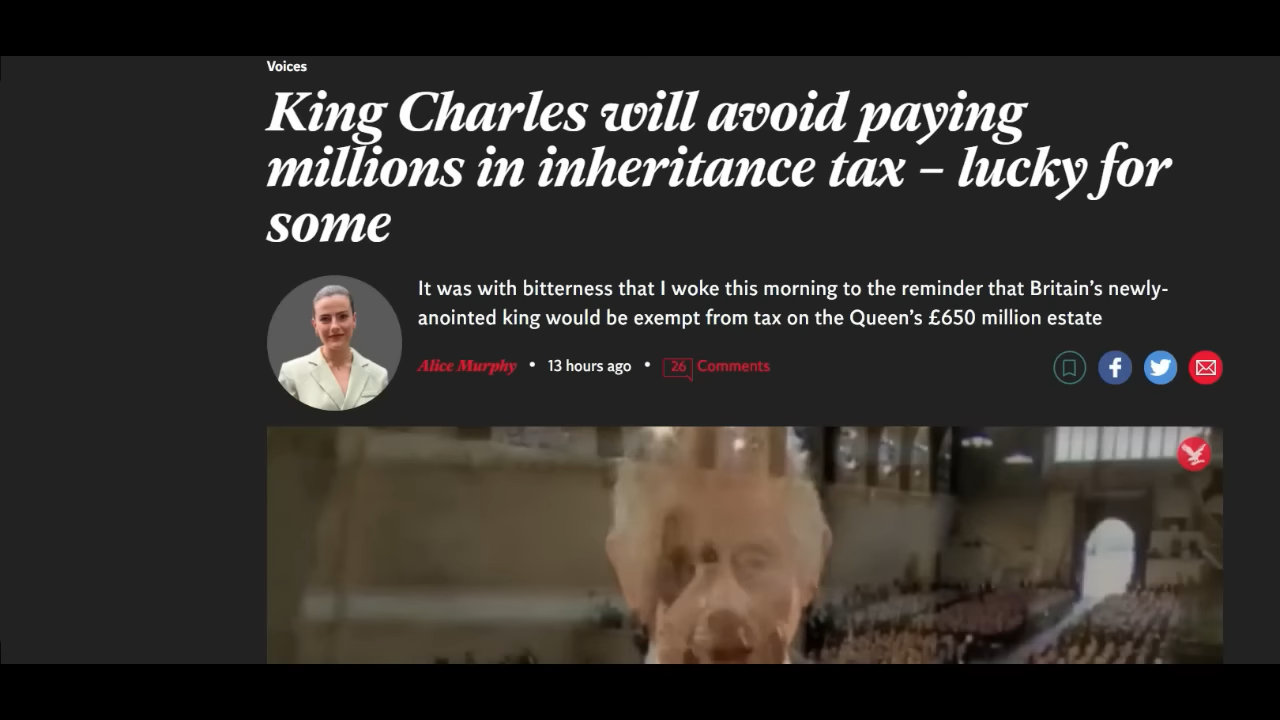 Voices
King Charles will avoid paying
millions in inheritance tax – lucky for
some
It was with bitterness that I woke this morning to the reminder that Britain’s newly-
anointed king would be exempt from tax on the Queen’s £650 million estate
Alice Murphy • 13 hours ago • 26 Comments